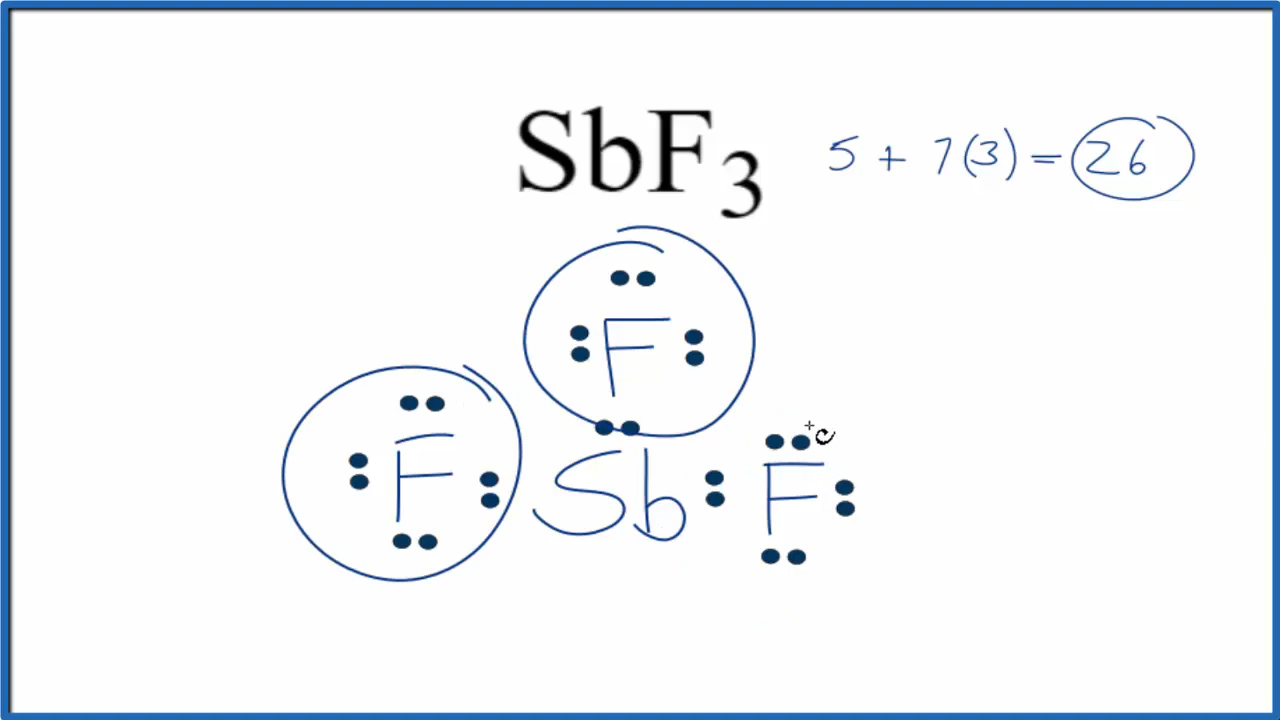 SbF₃
5 + 7(3) = 26
F
F Sb F